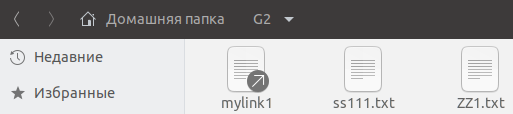 Домашняя папка G2
Недавние
Избранные
mylink1 ss111.txt ZZ1.txt